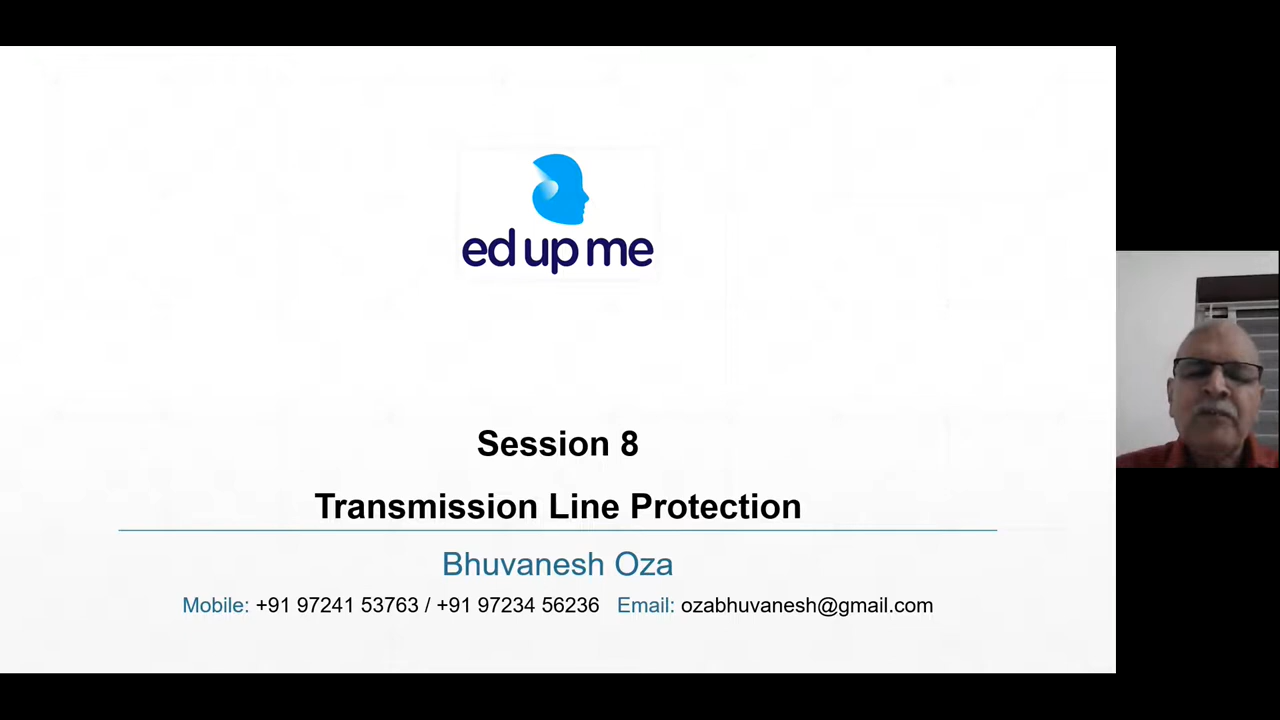 ed up me
Session 8
Transmission Line Protection
Bhuvanesh Oza
Mobile: +91 97241 53763 / +91 97234 56236 Email: ozabhuvanesh@gmail.com